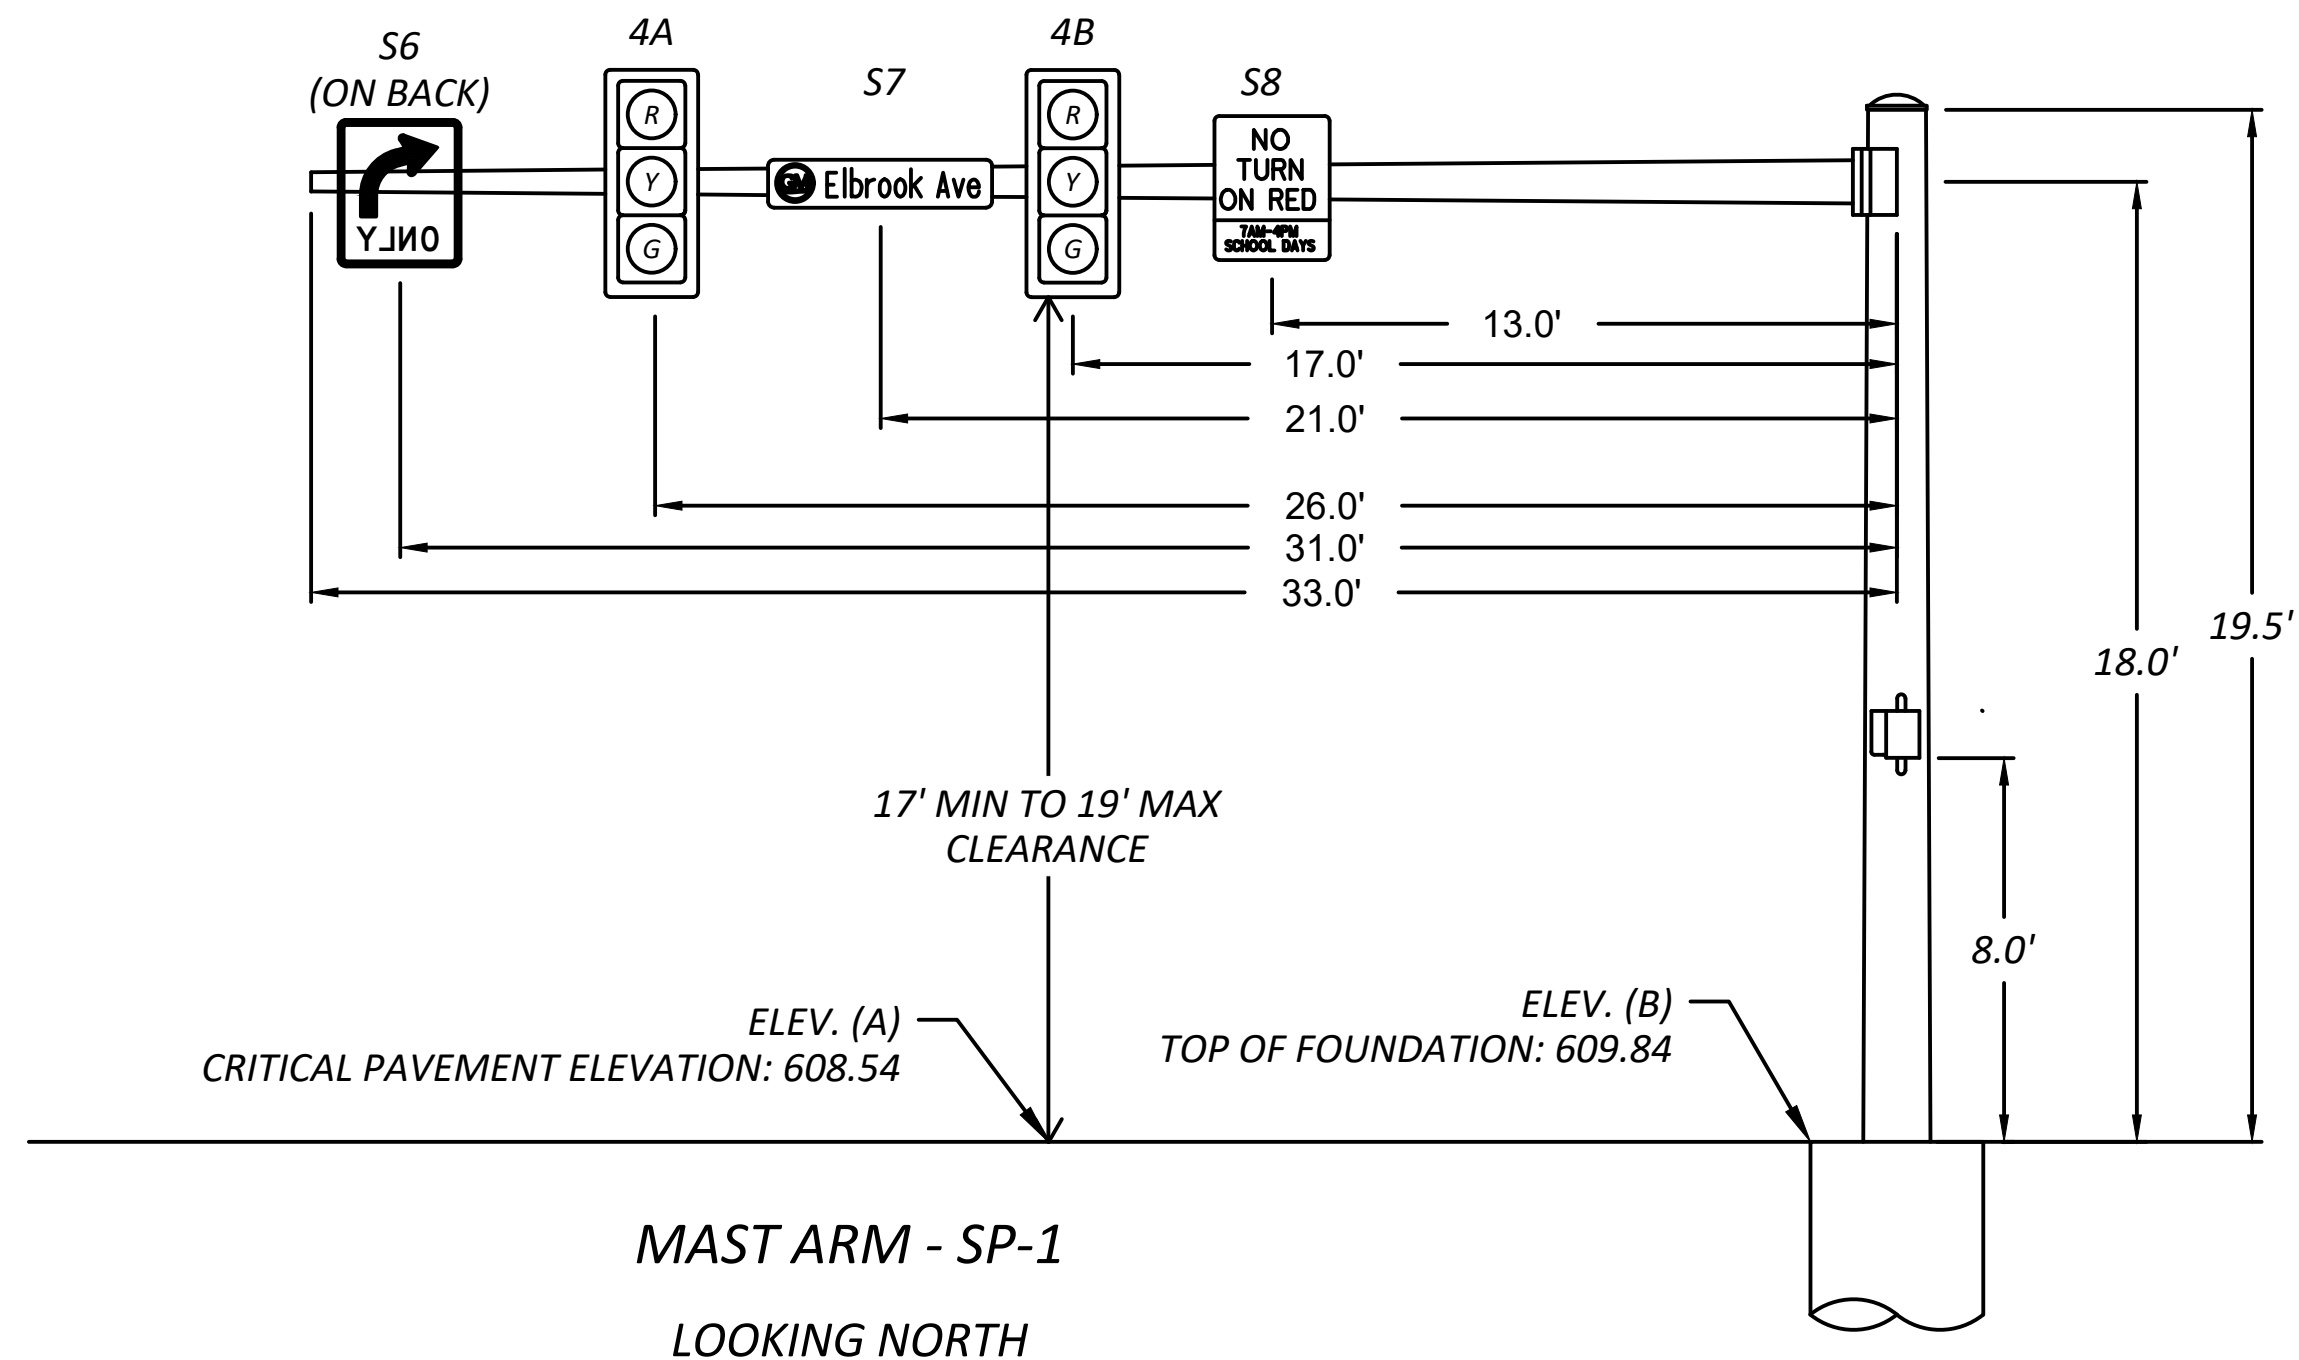 S6
(ON BACK)
4A
S7
4B
S8
R
Y
G
ONLY
GM Elbrook Ave
R
Y
G
NO
TURN
ON RED
7AM-4PM
SCHOOL DAYS
13.0'
17.0'
21.0'
26.0'
31.0'
33.0'
19.5'
18.0'
8.0'
17' MIN TO 19' MAX
CLEARANCE
ELEV. (A)
CRITICAL PAVEMENT ELEVATION: 608.54
ELEV. (B)
TOP OF FOUNDATION: 609.84
MAST ARM - SP-1
LOOKING NORTH